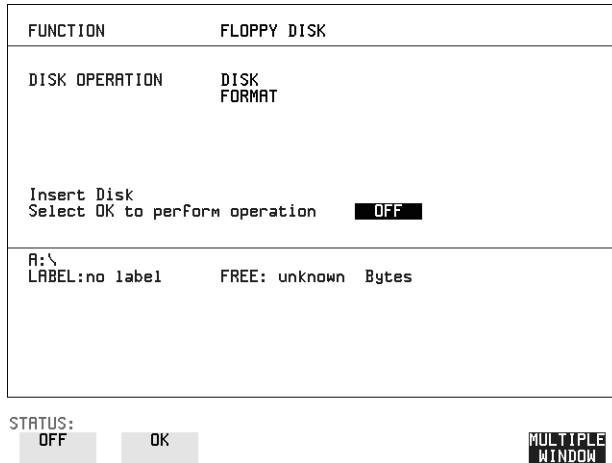 FUNCTION FLOPPY DISK
DISK OPERATION DISK
FORMAT
Insert Disk
Select OK to perform operation OFF
A:\
LABEL:no label FREE: unknown Bytes
STATUS:
OFF OK MULTIPLE
WINDOW